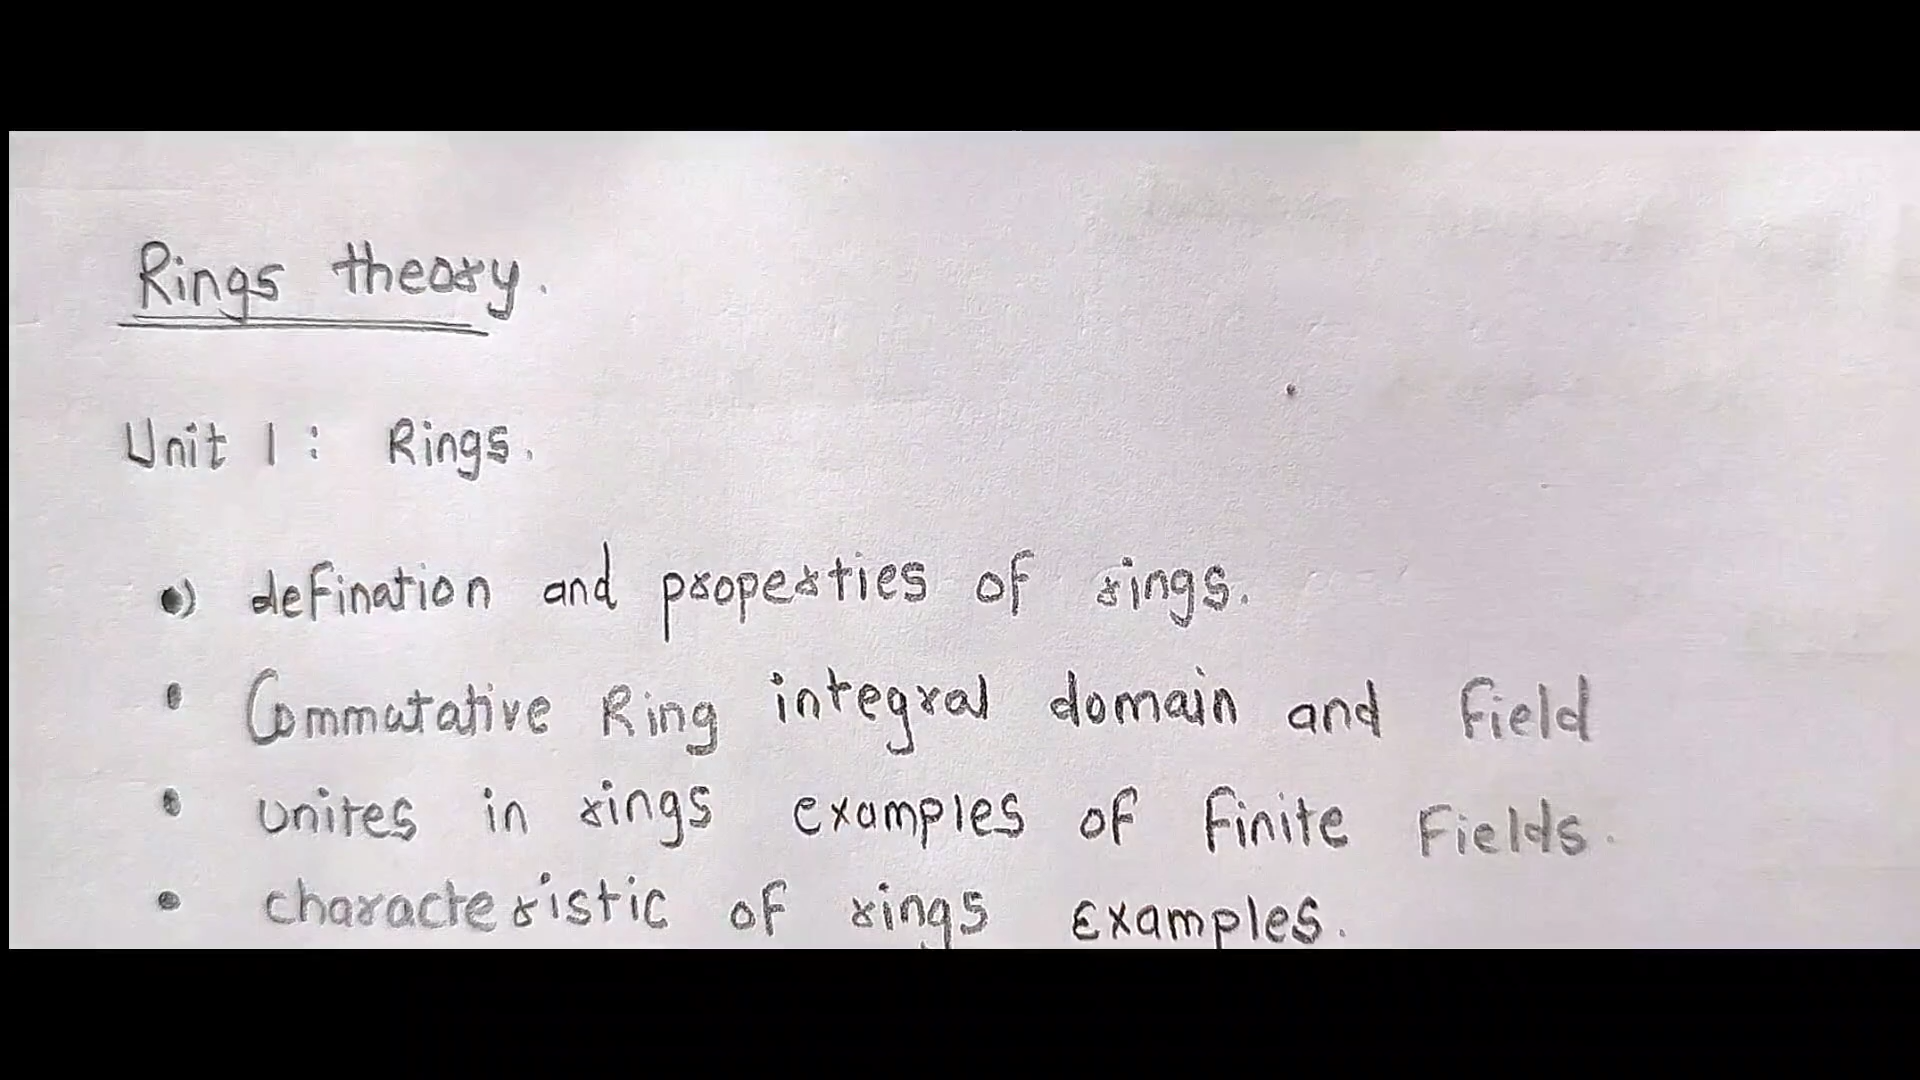 Rings theory.
Unit 1: Rings.
defination and properties of rings.
Commutative Ring integral domain and field
unites in rings examples of finite fields.
characteristic of rings examples.